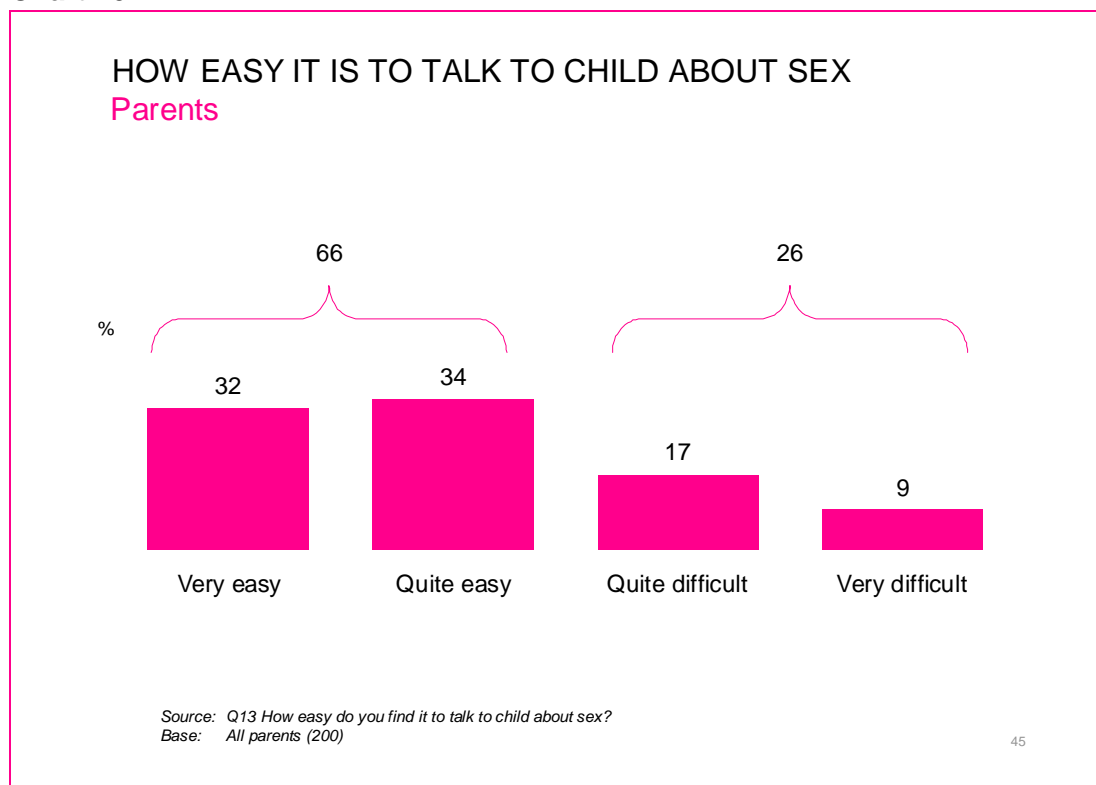 HOW EASY IT IS TO TALK TO CHILD ABOUT SEX
Parents
66
26
%
32
34
17
9
Very easy
Quite easy
Quite difficult
Very difficult
Source: Q13 How easy do you find it to talk to child about sex?
Base: All parents (200)
45